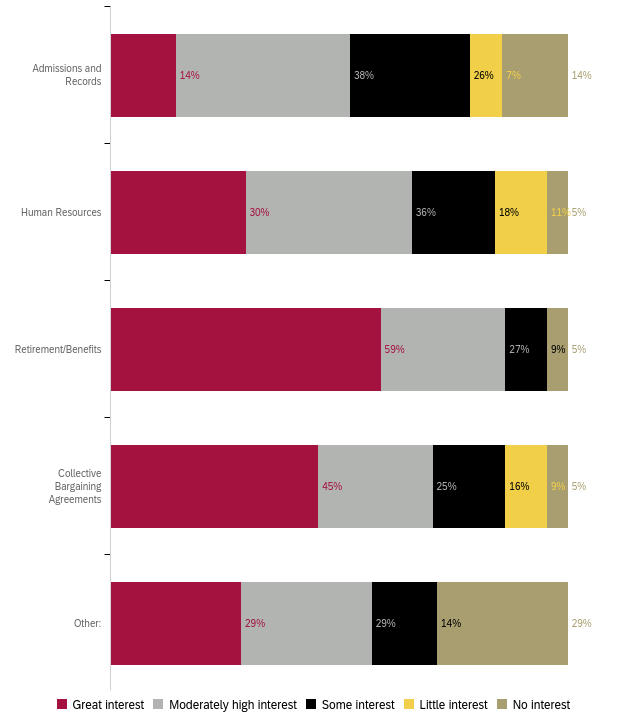 Admissions and
Records
14%
38%
26%
7%
14%
Human Resources
30%
36%
18%
11%
5%
Retirement/Benefits
59%
27%
9%
5%
Collective
Bargaining
Agreements
45%
25%
16%
9%
5%
Other:
29%
29%
14%
29%
Great interest
Moderately high interest
Some interest
Little interest
No interest